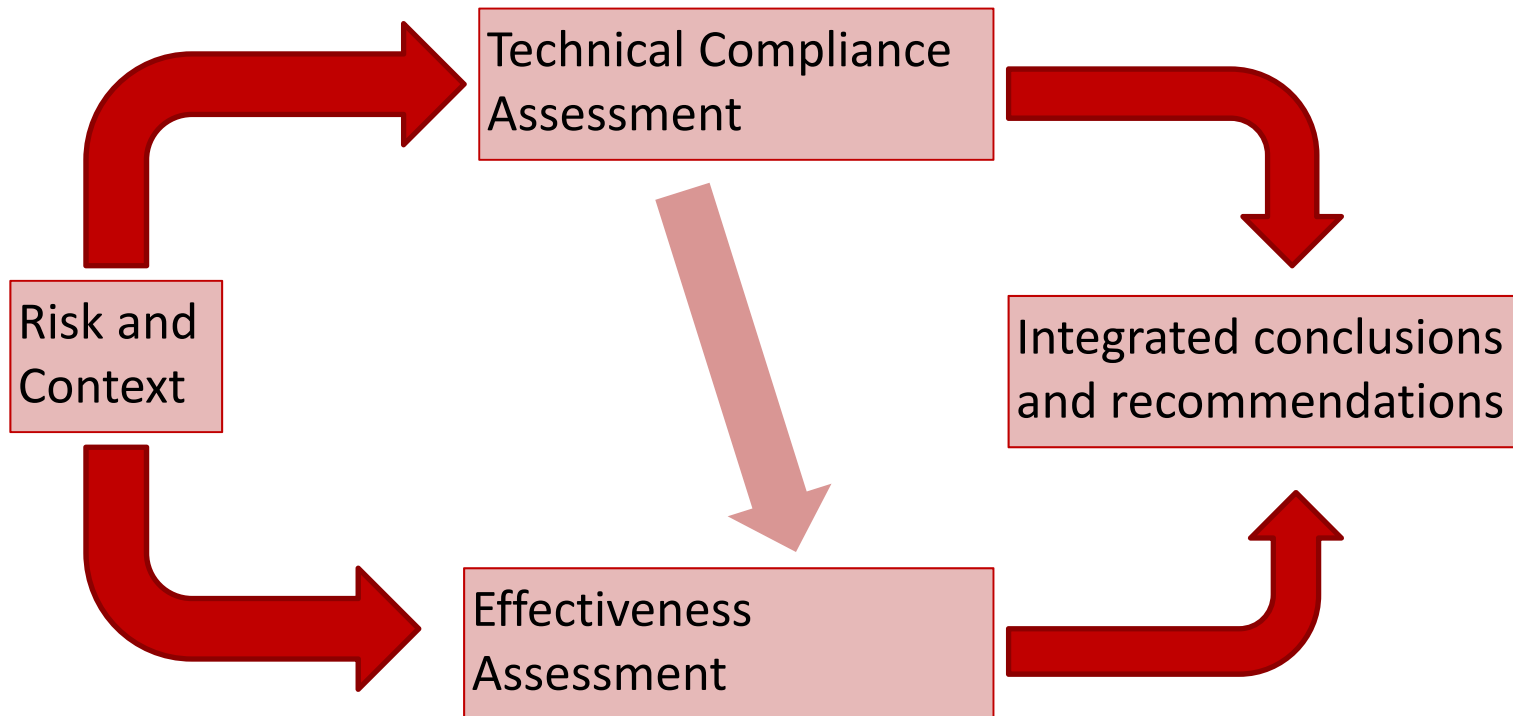 Technical Compliance
Assessment
Risk and
Context
Integrated conclusions
and recommendations
Effectiveness
Assessment